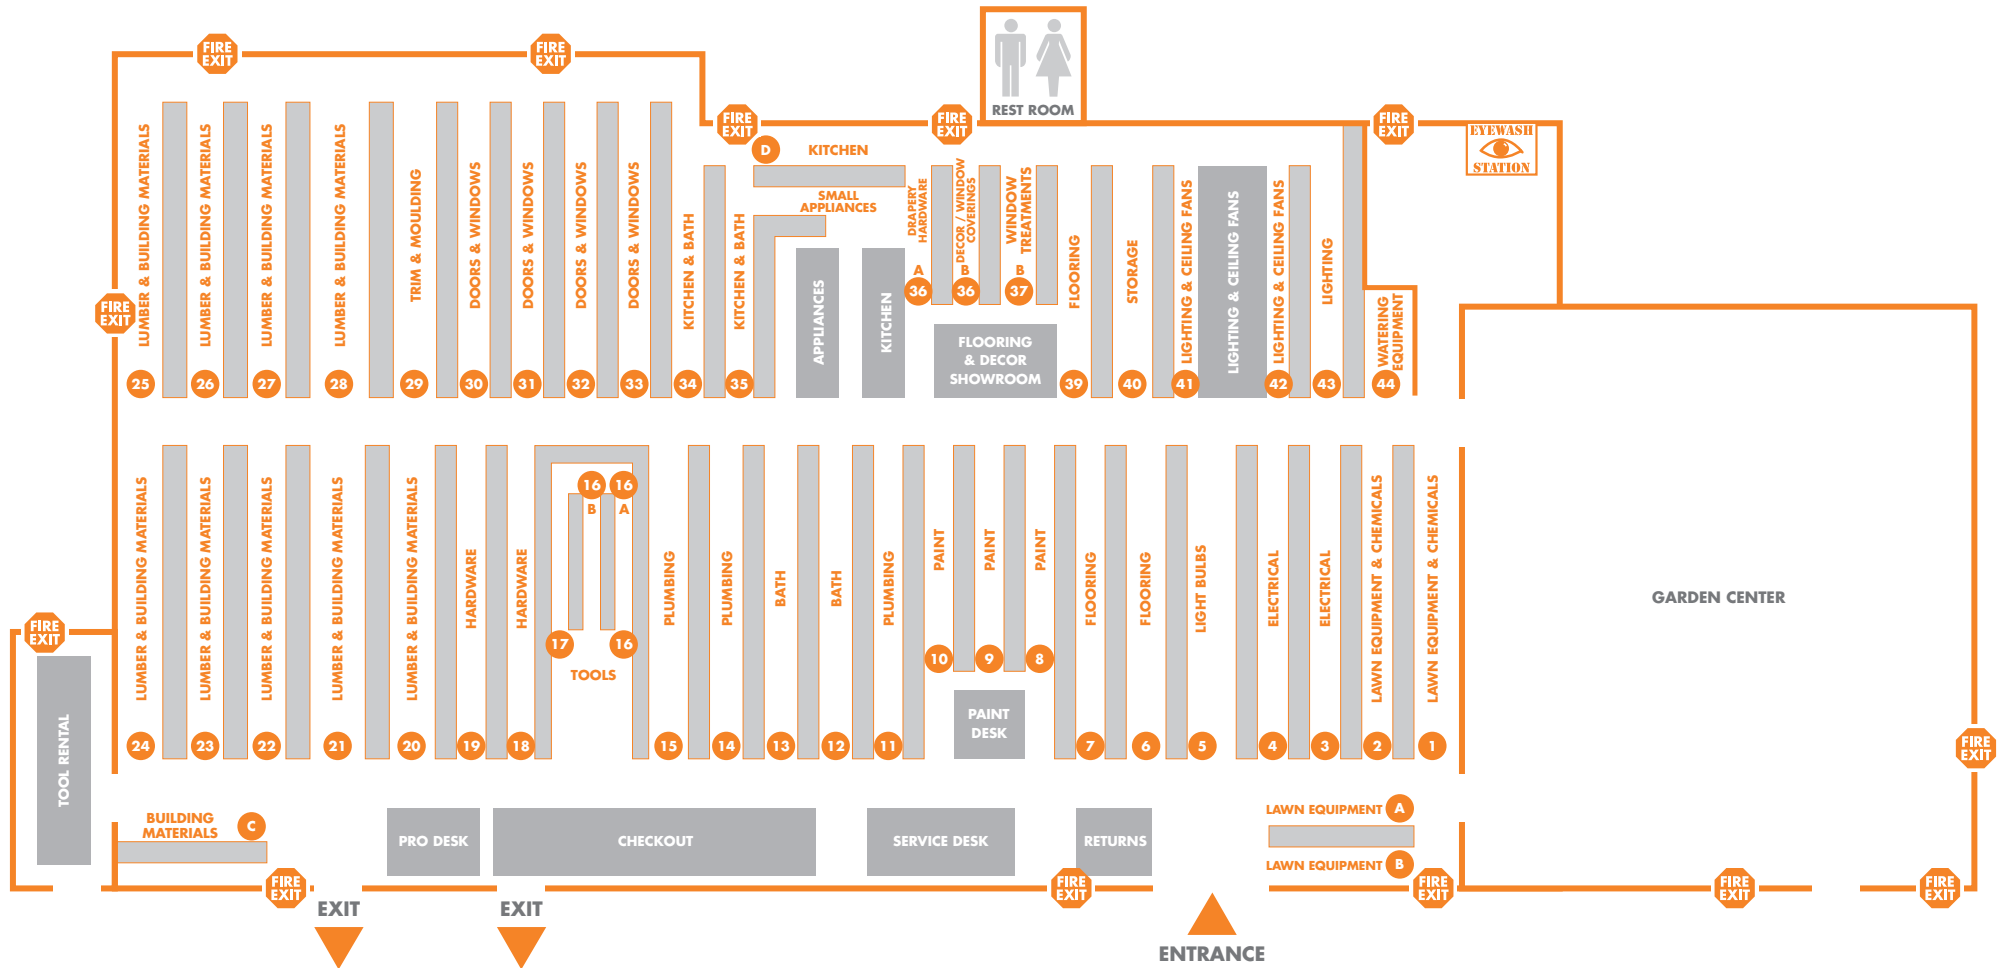 FIRE
EXIT
FIRE
EXIT
REST ROOM
FIRE
EXIT
FIRE
EXIT
FIRE
EXIT
EYEWASH
STATION
LUMBER & BUILDING MATERIALS
25
LUMBER & BUILDING MATERIALS
26
LUMBER & BUILDING MATERIALS
27
LUMBER & BUILDING MATERIALS
28
TRIM & MOULDING
29
DOORS & WINDOWS
30
DOORS & WINDOWS
31
DOORS & WINDOWS
32
DOORS & WINDOWS
33
KITCHEN & BATH
34
KITCHEN & BATH
35
D
KITCHEN
SMALL
APPLIANCES
APPLIANCES
KITCHEN
DRAPERY
HARDWARE
A
36
DECOR / WINDOW
COVERINGS
B
36
WINDOW
TREATMENTS
B
37
FLOORING
& DECOR
SHOWROOM
FLOORING
39
STORAGE
40
LIGHTING & CEILING FANS
41
LIGHTING & CEILING FANS
LIGHTING & CEILING FANS
42
LIGHTING
43
WATERING
EQUIPMENT
44
FIRE
EXIT
LUMBER & BUILDING MATERIALS
24
LUMBER & BUILDING MATERIALS
23
LUMBER & BUILDING MATERIALS
22
LUMBER & BUILDING MATERIALS
21
LUMBER & BUILDING MATERIALS
20
HARDWARE
19
HARDWARE
18
16
B
16
A
17
16
TOOLS
PLUMBING
15
PLUMBING
14
BATH
13
BATH
12
PLUMBING
11
PAINT
10
PAINT
9
PAINT
8
PAINT
DESK
FLOORING
7
FLOORING
6
LIGHT BULBS
5
ELECTRICAL
4
ELECTRICAL
3
LAWN EQUIPMENT & CHEMICALS
2
LAWN EQUIPMENT & CHEMICALS
1
GARDEN CENTER
FIRE
EXIT
TOOL RENTAL
FIRE
EXIT
BUILDING
MATERIALS
C
PRO DESK
CHECKOUT
SERVICE DESK
RETURNS
LAWN EQUIPMENT A
LAWN EQUIPMENT B
FIRE
EXIT
FIRE
EXIT
FIRE
EXIT
FIRE
EXIT
FIRE
EXIT
EXIT
EXIT
ENTRANCE